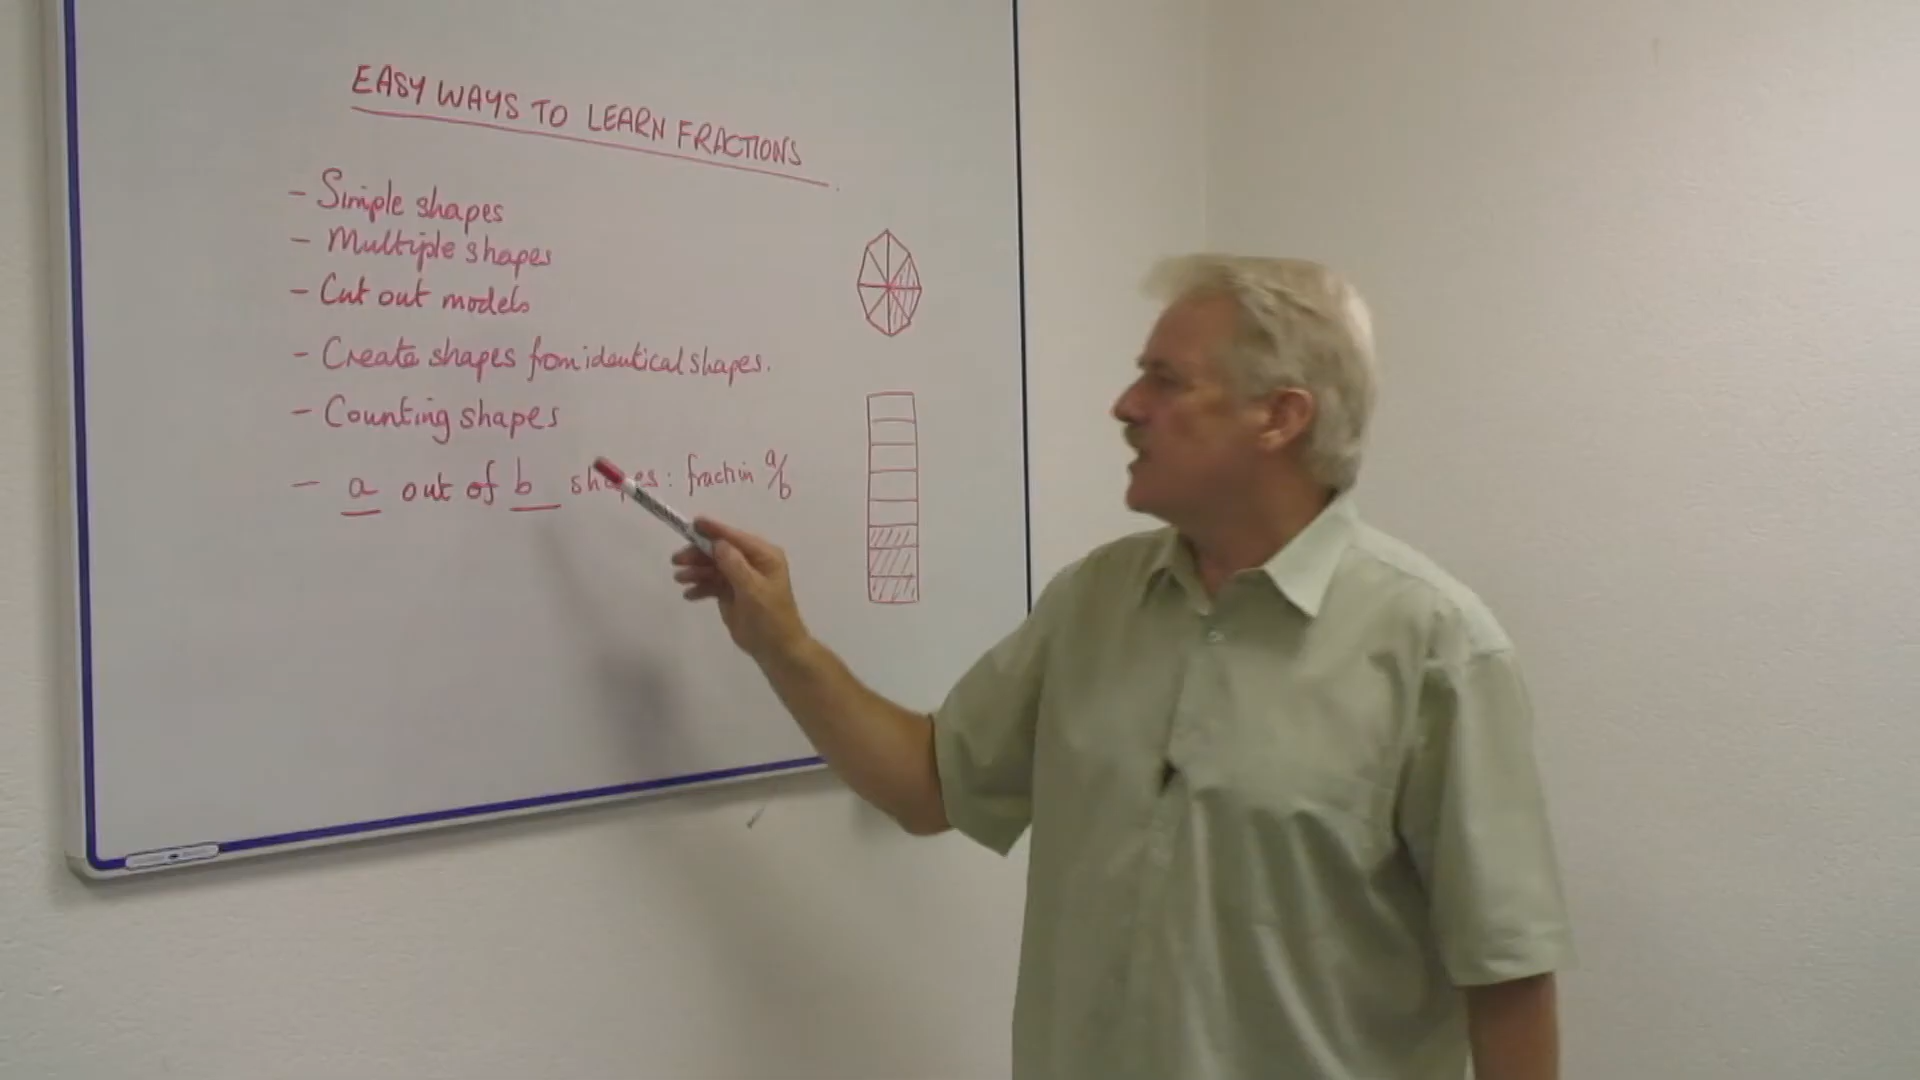 EASY WAYS TO LEARN FRACTIONS
- Simple shapes
- Multiple shapes
- Cut out models
- Create shapes from identical shapes.
- Counting shapes
- a out of b shapes: fraction a/b